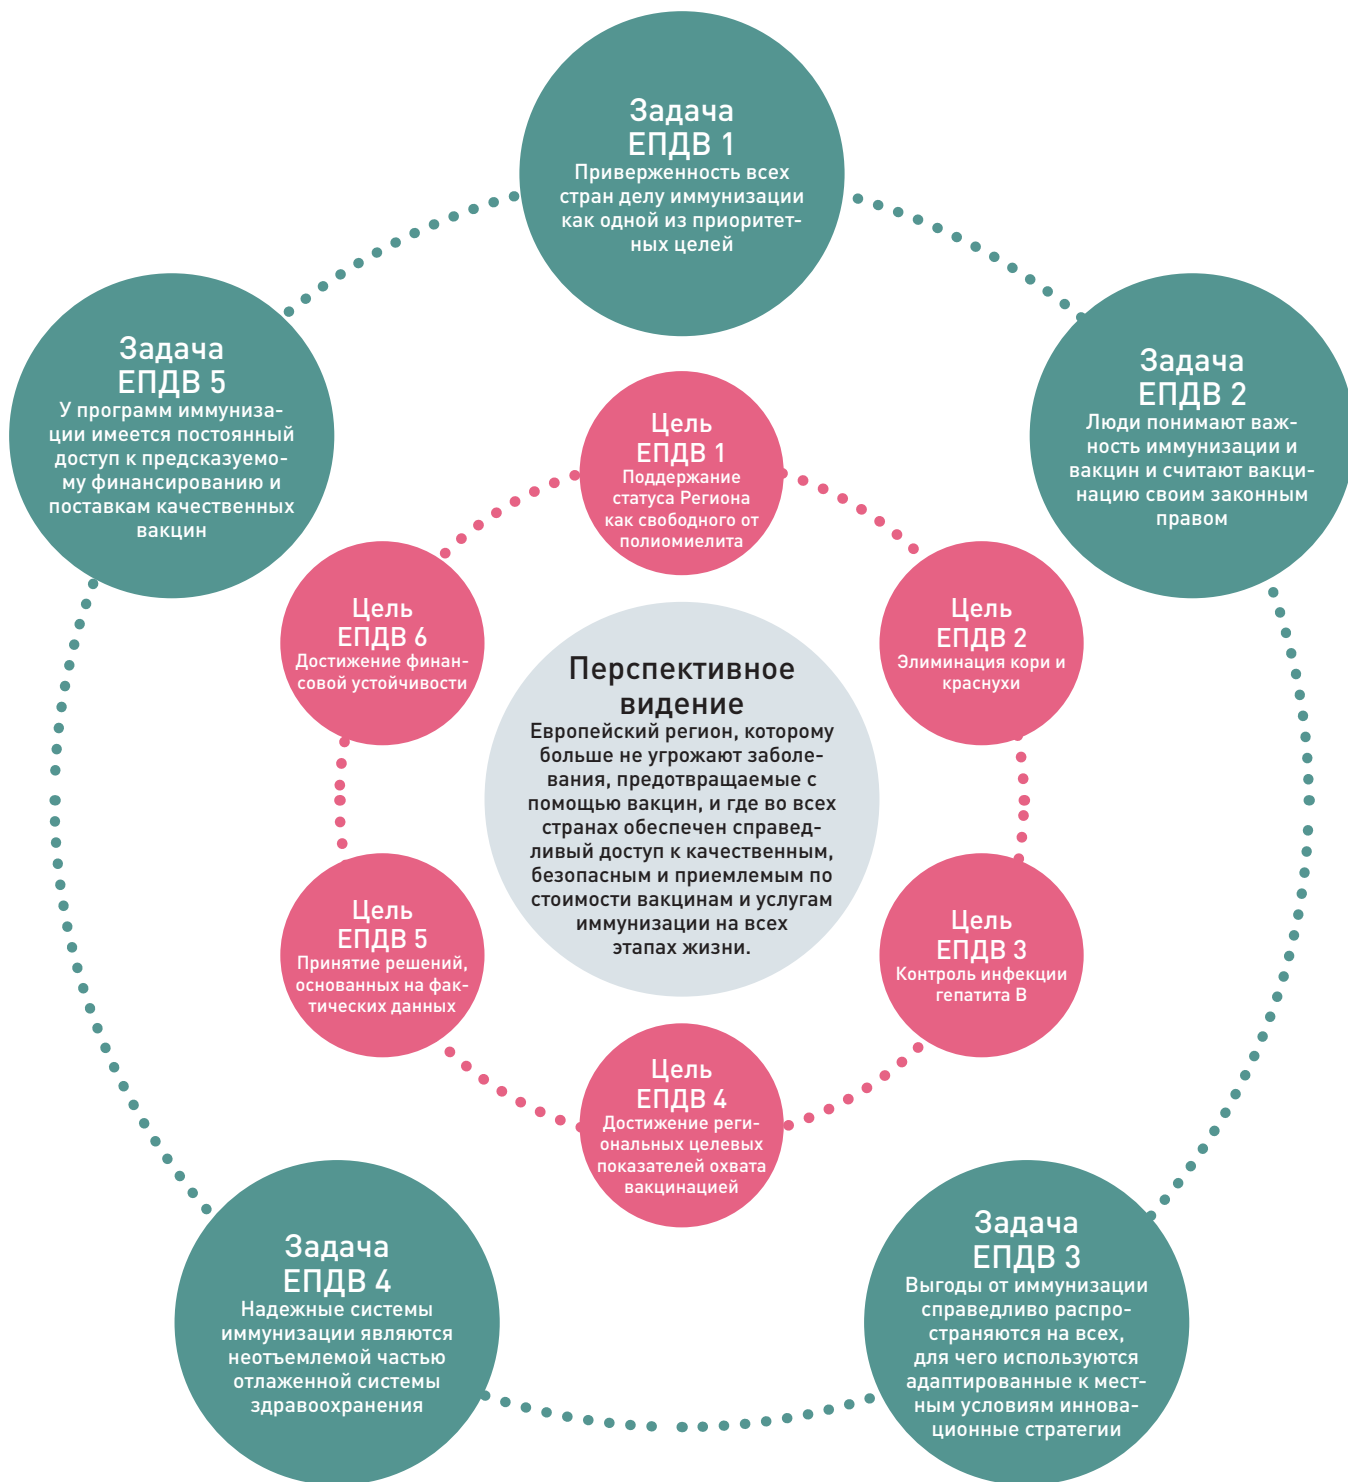 Задача
ЕПДВ 1
Приверженность всех
стран делу иммунизации
как одной из приоритет-
ных целей
Задача
ЕПДВ 2
Люди понимают важ-
ность иммунизации и
вакцин и считают вакци-
нацию своим законным
правом
Задача
ЕПДВ 3
Выгоды от иммунизации
справедливо распро-
страняются на всех,
для чего используются
адаптированные к мест-
ным условиям иннова-
ционные стратегии
Задача
ЕПДВ 4
Надежные системы
иммунизации являются
неотъемлемой частью
отлаженной системы
здравоохранения
Задача
ЕПДВ 5
У программ иммуниза-
ции имеется постоянный
доступ к предсказуемо-
му финансированию и
поставкам качественных
вакцин
Цель
ЕПДВ 1
Поддержание
статуса Региона
как свободного от
полиомиелита
Цель
ЕПДВ 2
Элиминация кори и
краснухи
Цель
ЕПДВ 3
Контроль инфекции
гепатита В
Цель
ЕПДВ 4
Достижение реги-
ональных целевых
показателей охвата
вакцинацией
Цель
ЕПДВ 5
Принятие решений,
основанных на фак-
тических данных
Цель
ЕПДВ 6
Достижение финан-
совой устойчивости
Перспективное
видение
Европейский регион, которому
больше не угрожают заболе-
вания, предотвращаемые с
помощью вакцин, и где во всех
странах обеспечен справед-
ливый доступ к качественным,
безопасным и приемлемым по
стоимости вакцинам и услугам
иммунизации на всех
этапах жизни.